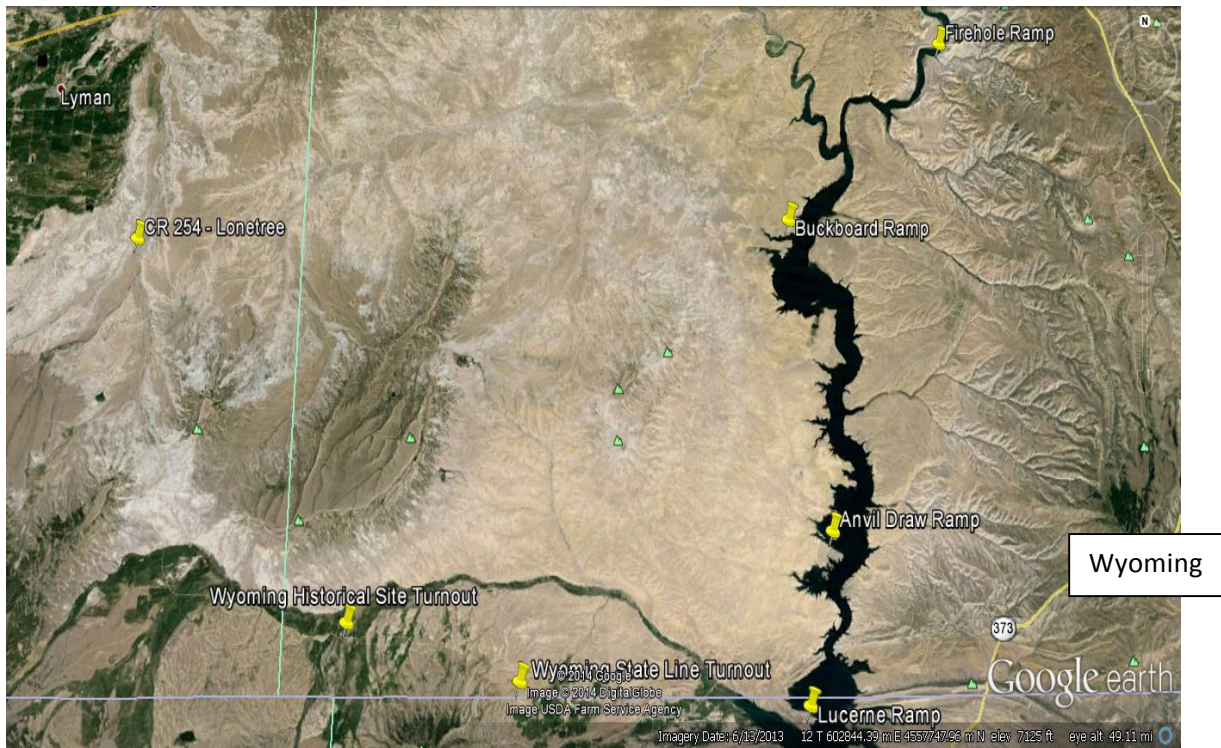 N
Firehole Ramp
Lyman
CR 254 - Lonetree
Buckboard Ramp
Anvil Draw Ramp
Wyoming
Wyoming Historical Site Turnout
373
Wyoming State Line Turnout
© 2014 Google
Image © 2014 DigitalGlobe
Image USDA Farm Service Agency
Google earth
Lucerne Ramp
Imagery Date: 6/13/2013 12 T 602844.39 m E 4557747.96 m N elev 7125 ft eye alt 49.11 mi